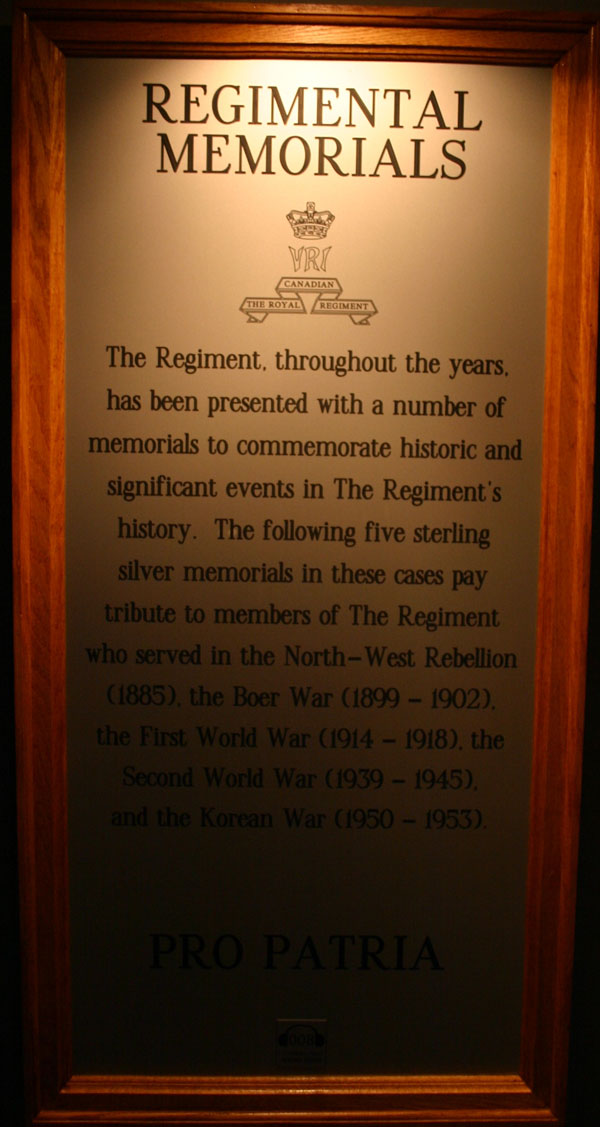 REGIMENTAL
MEMORIALS
VRI
CANADIAN
THE ROYAL REGIMENT
The Regiment, throughout the years,
has been presented with a number of
memorials to commemorate historic and
significant events in The Regiment's
history. The following five sterling
silver memorials in these cases pay
tribute to members of The Regiment
who served in the North-West Rebellion
(1885), the Boer War (1899 - 1902),
the First World War (1914 - 1918), the
Second World War (1939 - 1945),
and the Korean War (1950 - 1953).
PRO PATRIA
008